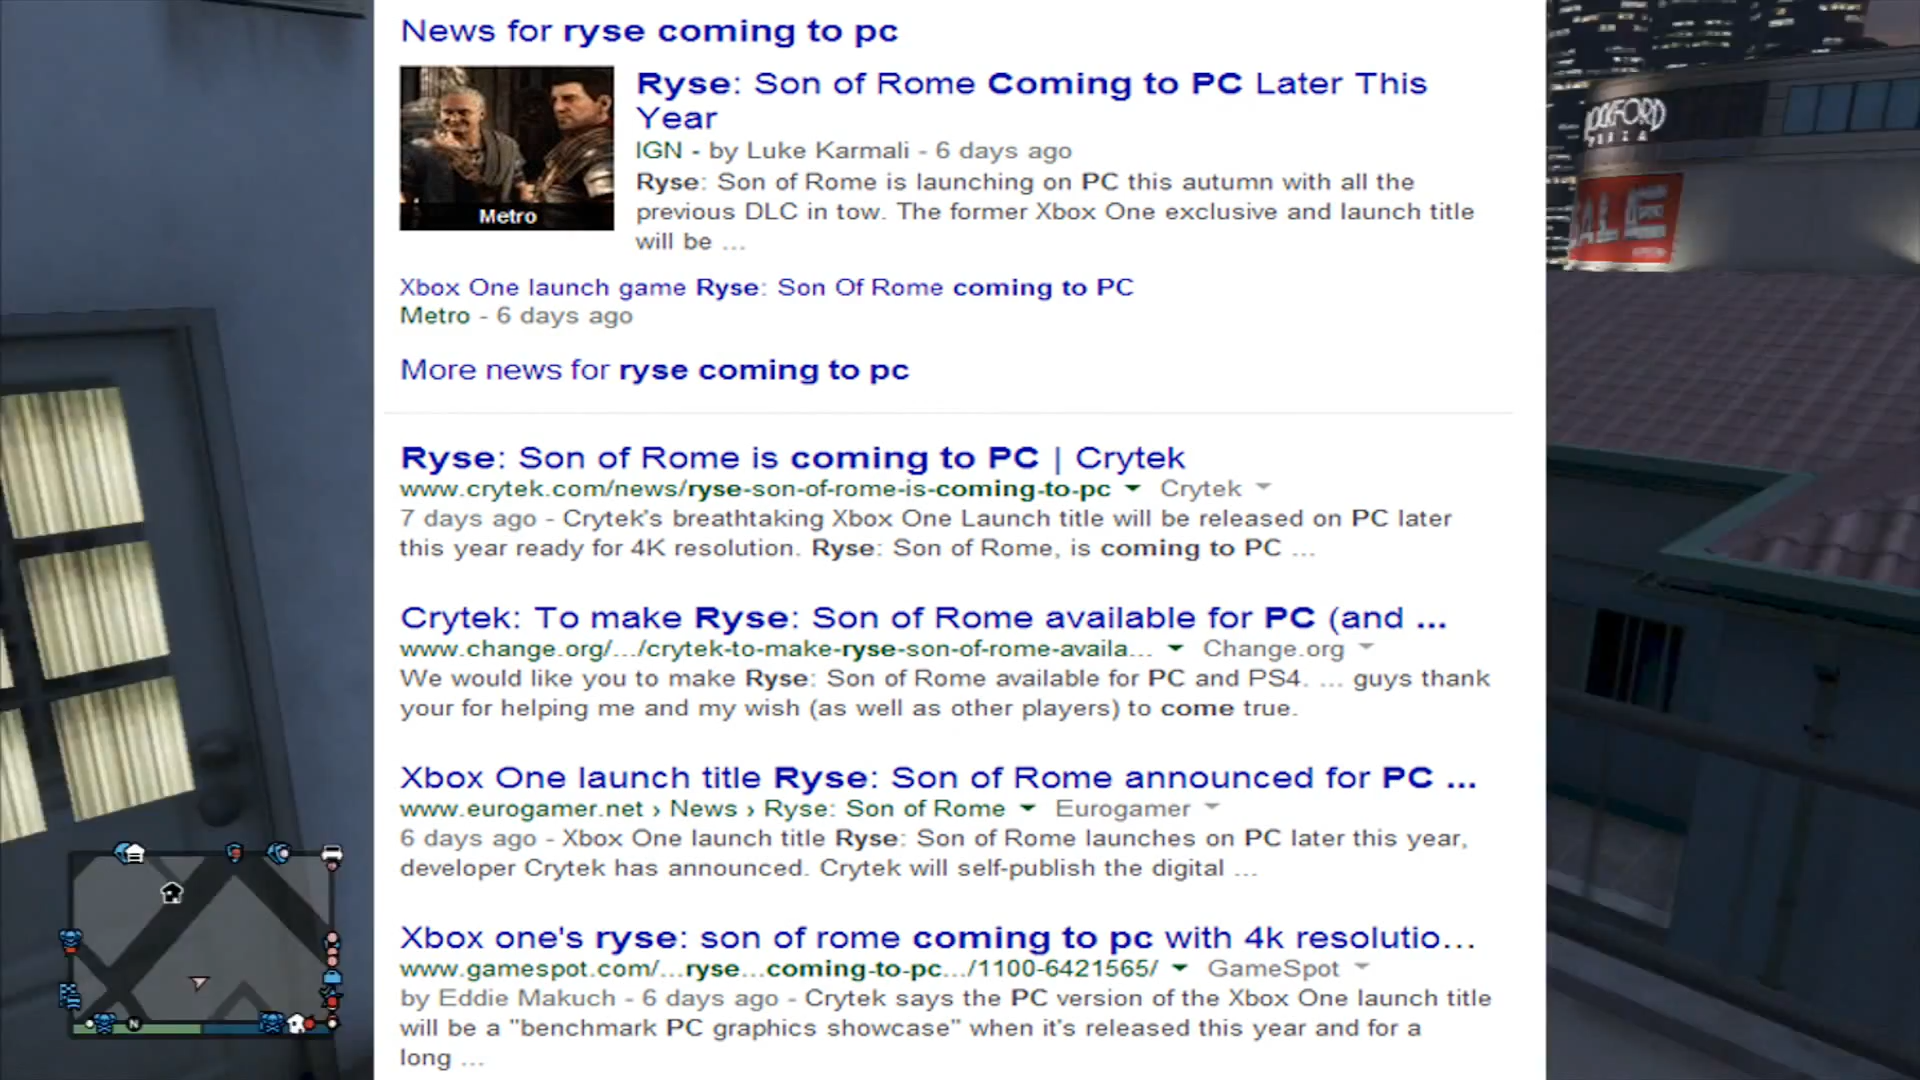 News for ryse coming to pc
Ryse: Son of Rome Coming to PC Later This
Year
IGN - by Luke Karmali - 6 days ago
Ryse: Son of Rome is launching on PC this autumn with all the
previous DLC in tow. The former Xbox One exclusive and launch title
will be ...
Metro
Xbox One launch game Ryse: Son Of Rome coming to PC
Metro - 6 days ago
More news for ryse coming to pc
Ryse: Son of Rome is coming to PC | Crytek
www.crytek.com/news/ryse-son-of-rome-is-coming-to-pc Crytek
7 days ago - Crytek's breathtaking Xbox One Launch title will be released on PC later
this year ready for 4K resolution. Ryse: Son of Rome, is coming to PC ...
Crytek: To make Ryse: Son of Rome available for PC (and ...
www.change.org/.../crytek-to-make-ryse-son-of-rome-availa... Change.org
We would like you to make Ryse: Son of Rome available for PC and PS4. ... guys thank
your for helping me and my wish (as well as other players) to come true.
Xbox One launch title Ryse: Son of Rome announced for PC ...
www.eurogamer.net › News › Ryse: Son of Rome Eurogamer
6 days ago - Xbox One launch title Ryse: Son of Rome launches on PC later this year,
developer Crytek has announced. Crytek will self-publish the digital ...
Xbox one's ryse: son of rome coming to pc with 4k resolutio...
www.gamespot.com/...ryse...coming-to-pc.../1100-6421565/ GameSpot
by Eddie Makuch - 6 days ago - Crytek says the PC version of the Xbox One launch title
will be a "benchmark PC graphics showcase" when it's released this year and for a
long ...
ROCKFORD
PLAZA
SALE
N